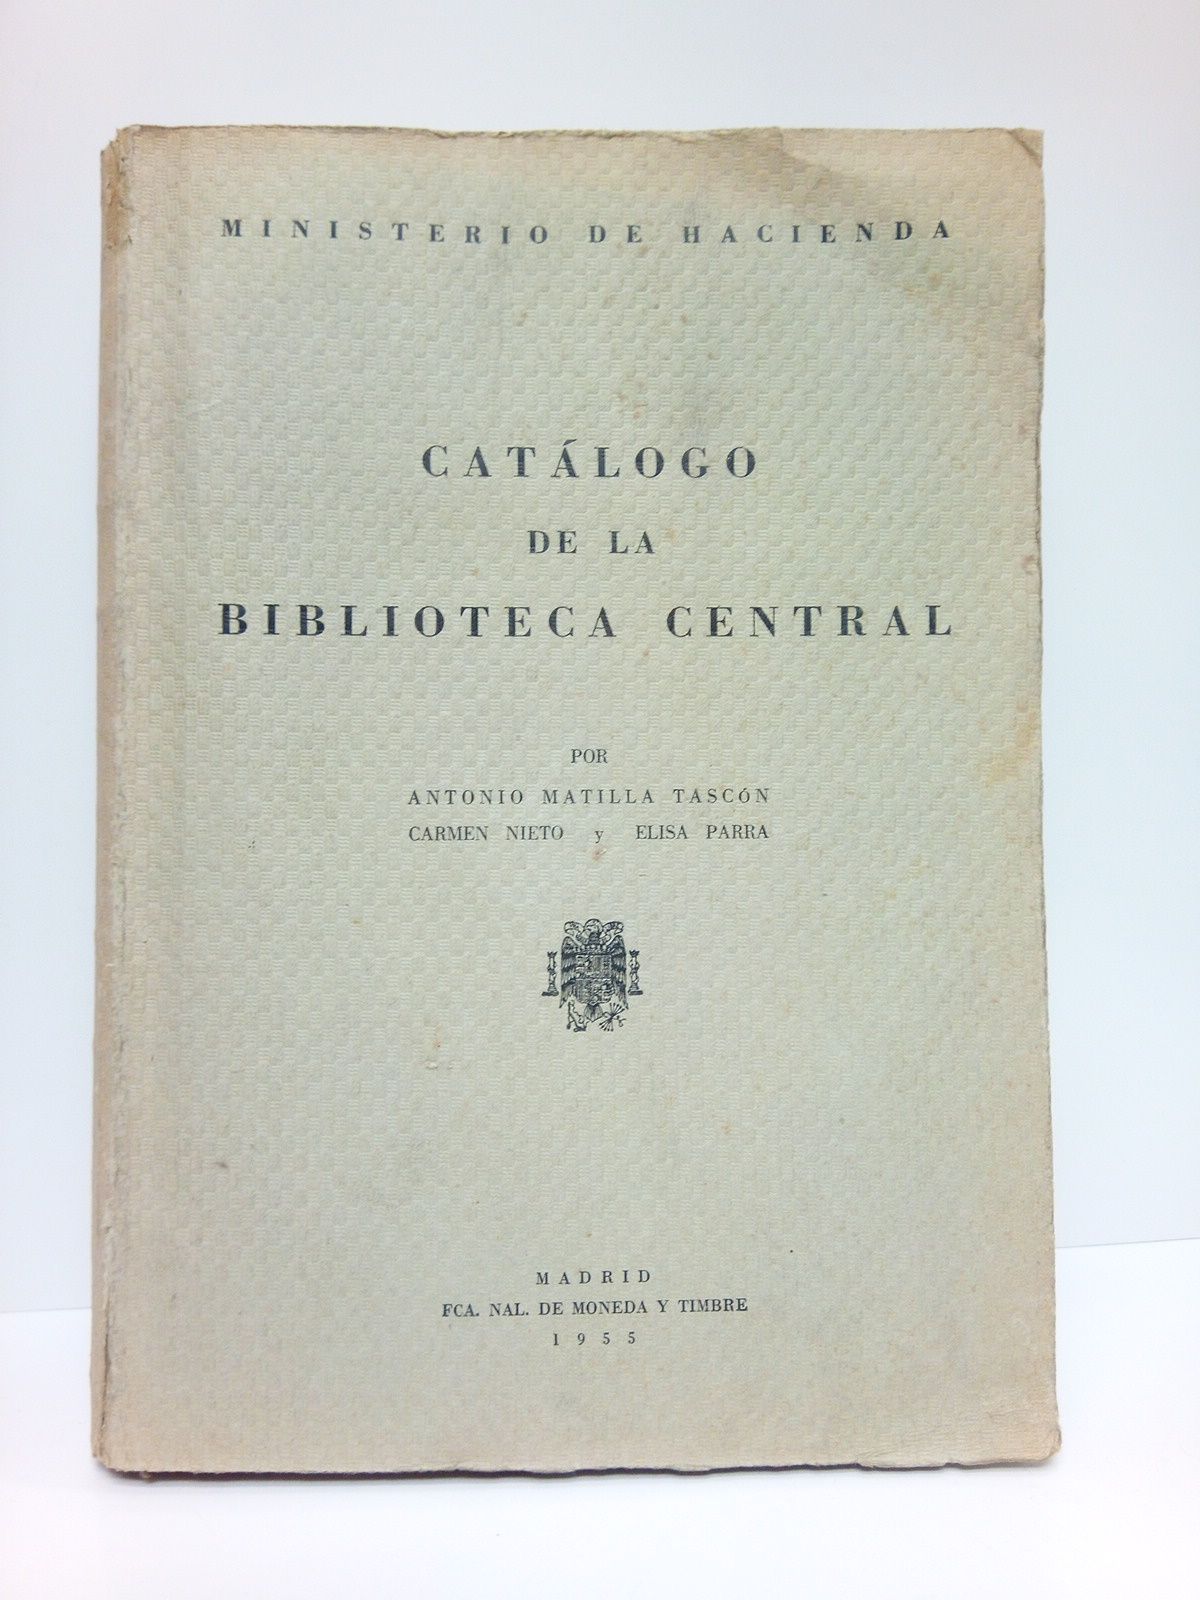 MINISTERIO DE HACIENDA
CATÁLOGO
DE LA
BIBLIOTECA CENTRAL
POR
ANTONIO MATILLA TASCÓN
CARMEN NIETO y ELISA PARRA
MADRID
FCA. NAL. DE MONEDA Y TIMBRE
1955